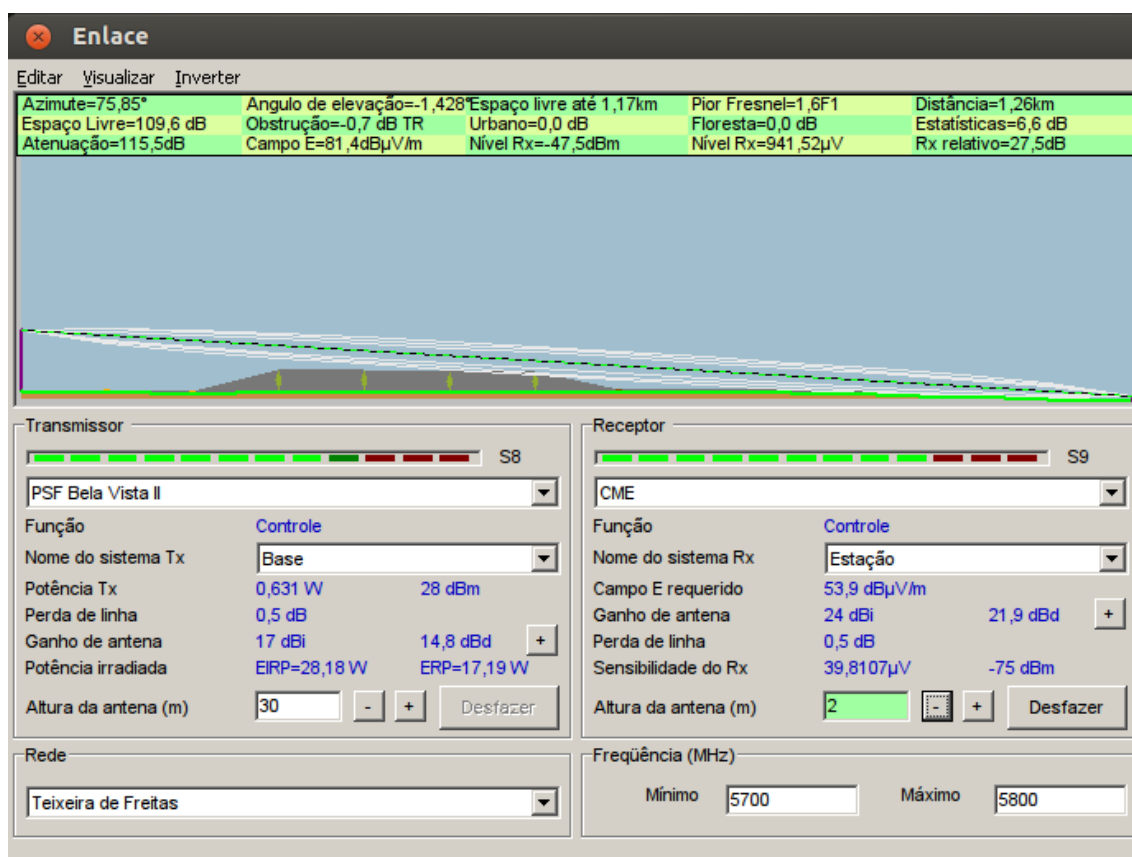 Enlace
Editar Visualizar Inverter
Azimute=75,85° Angulo de elevação=-1,428° Espaço livre até 1,17km Pior Fresnel=1,6F1 Distância=1,26km
Espaço Livre=109,6 dB Obstrução=-0,7 dB TR Urbano=0,0 dB Floresta=0,0 dB Estatísticas=6,6 dB
Atenuação=115,5dB Campo E=81,4dBµV/m Nível Rx=-47,5dBm Nível Rx=941,52µV Rx relativo=27,5dB
Transmissor
S8
PSF Bela Vista II
Função Controle
Nome do sistema Tx Base
Potência Tx 0,631 W 28 dBm
Perda de linha 0,5 dB
Ganho de antena 17 dBi 14,8 dBd +
Potência irradiada EIRP=28,18 W ERP=17,19 W
Altura da antena (m) 30 - + Desfazer
Rede
Teixeira de Freitas
Receptor
S9
CME
Função Controle
Nome do sistema Rx Estação
Campo E requerido 53,9 dBµV/m
Ganho de antena 24 dBi 21,9 dBd +
Perda de linha 0,5 dB
Sensibilidade do Rx 39,8107µV -75 dBm
Altura da antena (m) 2 - + Desfazer
Freqüência (MHz)
Mínimo 5700 Máximo 5800